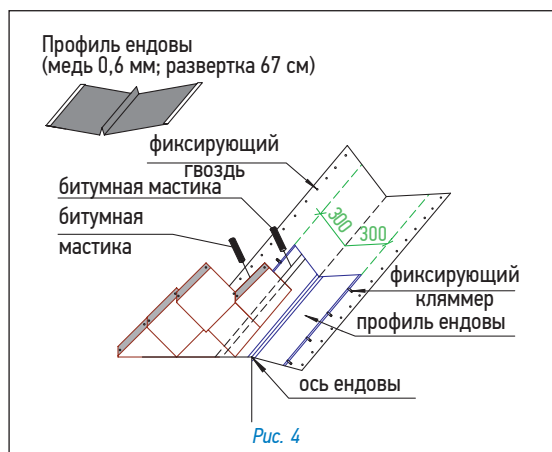 Профиль ендовы
(медь 0,6 мм; развертка 67 см)
фиксирующий
гвоздь
битумная мастика
битумная
мастика
300
300
фиксирующий
кляммер
профиль ендовы
ось ендовы
Рис. 4